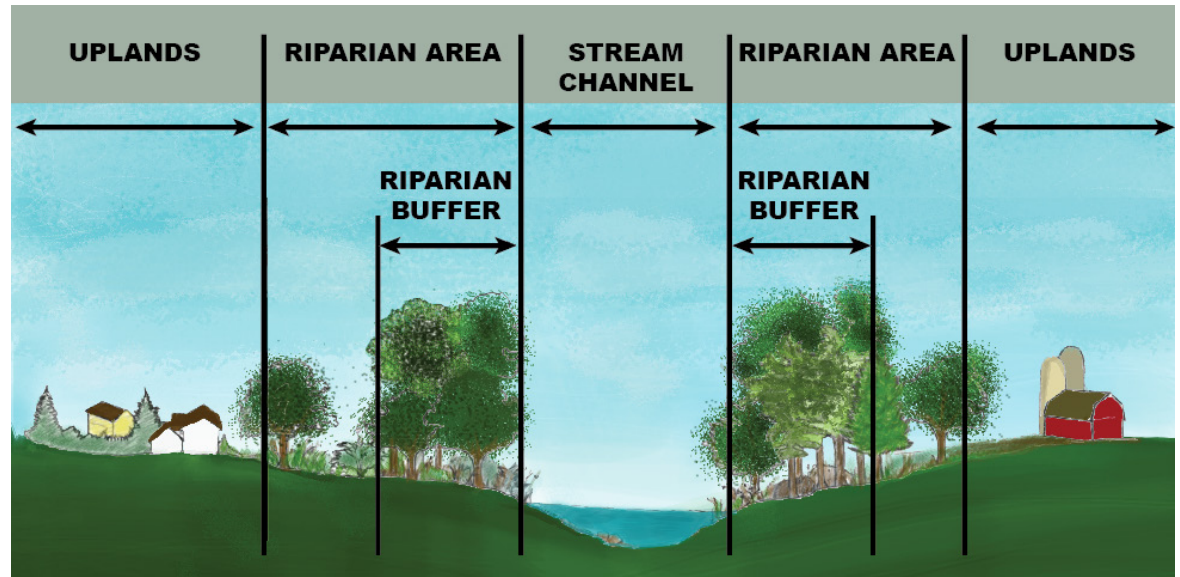 UPLANDS
RIPARIAN AREA
STREAM
CHANNEL
RIPARIAN AREA
UPLANDS
RIPARIAN
BUFFER
RIPARIAN
BUFFER